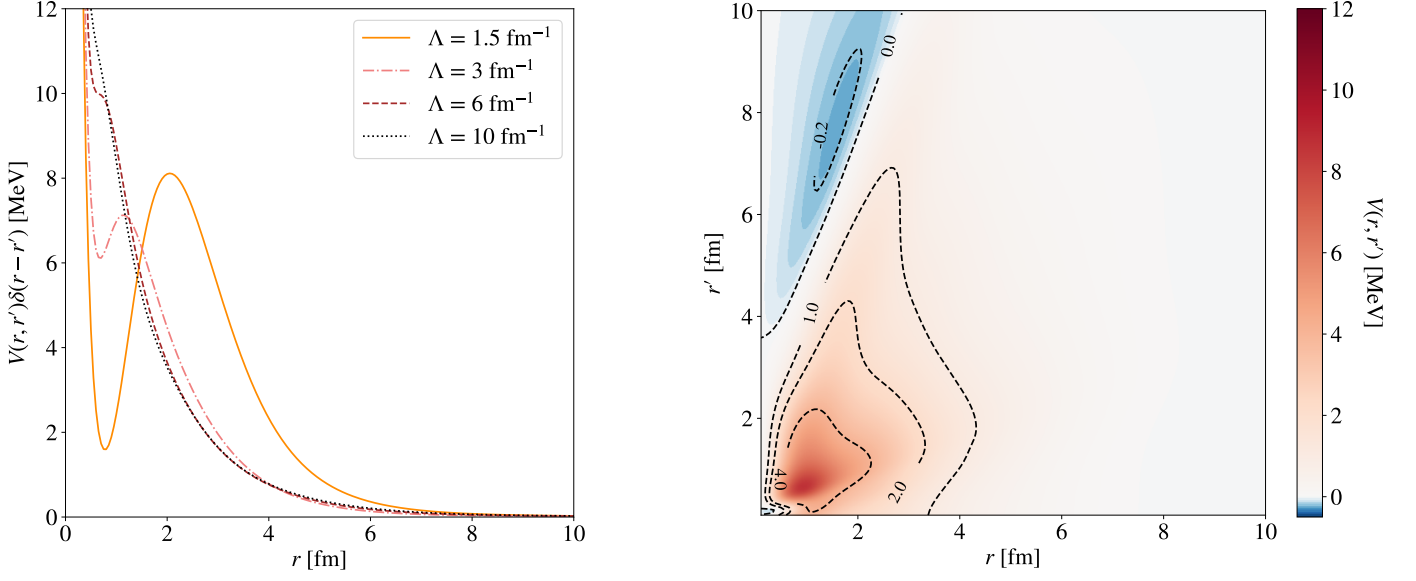 12
10
8
6
4
2
0
V(r, r′)δ(r − r′) [MeV]
Λ = 1.5 fm⁻¹
Λ = 3 fm⁻¹
Λ = 6 fm⁻¹
Λ = 10 fm⁻¹
0 2 4 6 8 10
r [fm]
10
8
6
4
2
r′ [fm]
0.0
-0.2
1.0
4.0
2.0
2 4 6 8 10
r [fm]
12
10
8
6
4
2
0
V(r, r′) [MeV]